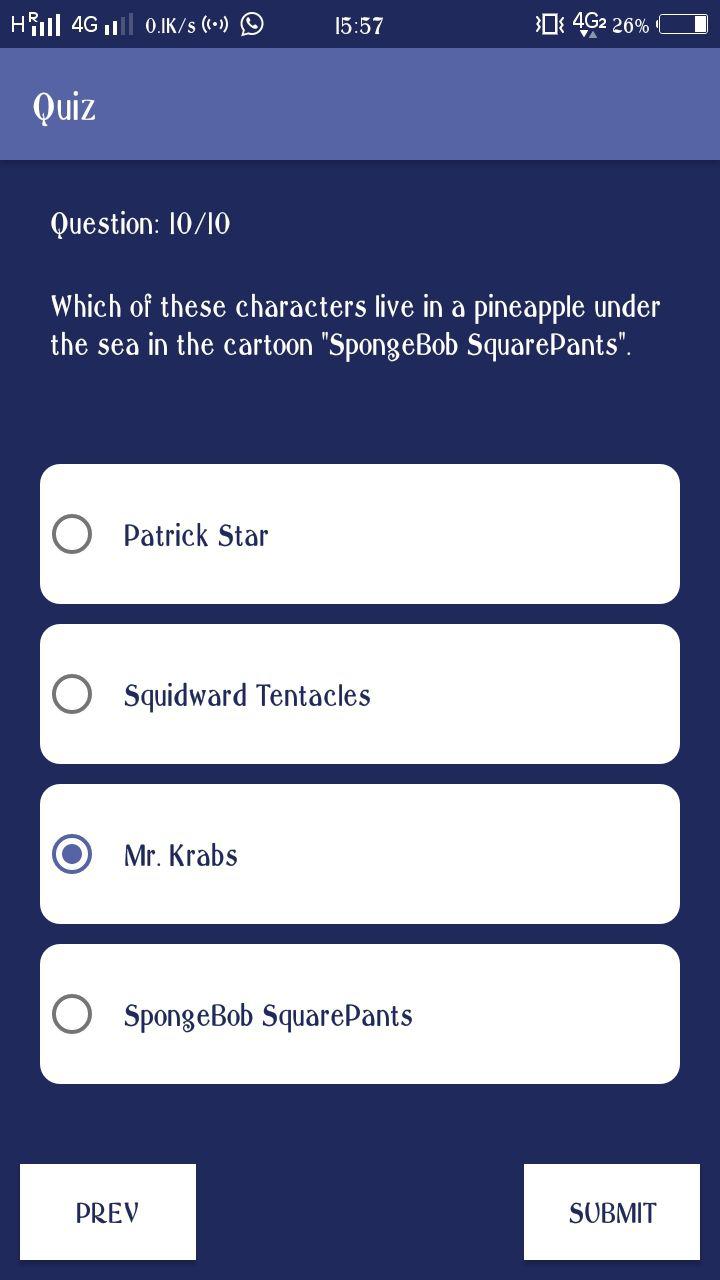 H R 4G 0.1K/s 15:57 4G2 26%
Quiz
Question: 10/10
Which of these characters live in a pineapple under
the sea in the cartoon "SpongeBob SquarePants".
Patrick Star
Squidward Tentacles
Mr. Krabs
SpongeBob SquarePants
PREV SUBMIT